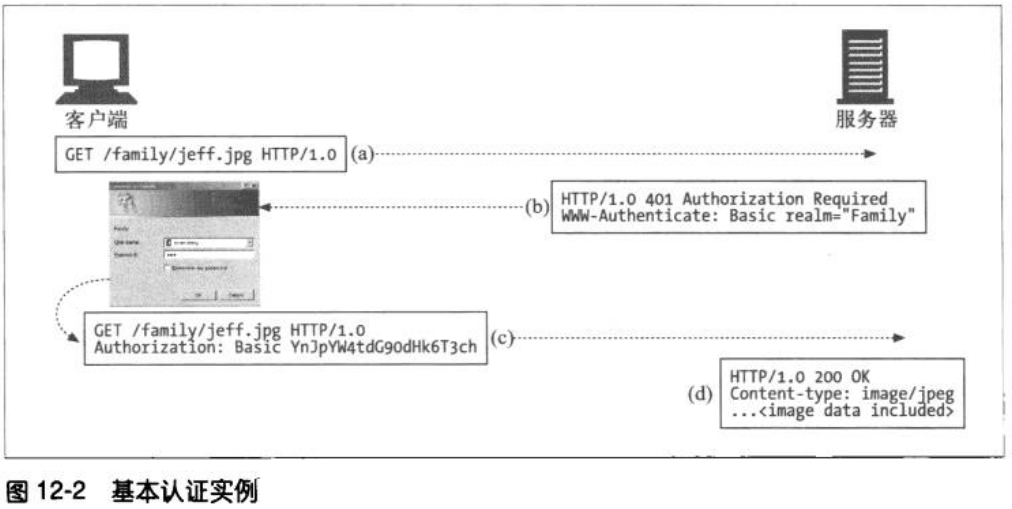 客户端
服务器
GET /family/jeff.jpg HTTP/1.0
(a)
(b)
HTTP/1.0 401 Authorization Required
WWW-Authenticate: Basic realm="Family"
GET /family/jeff.jpg HTTP/1.0
Authorization: Basic YnJpYW4tdG90dHk6T3ch
(c)
(d)
HTTP/1.0 200 OK
Content-type: image/jpeg
...<image data included>
图 12-2 基本认证实例